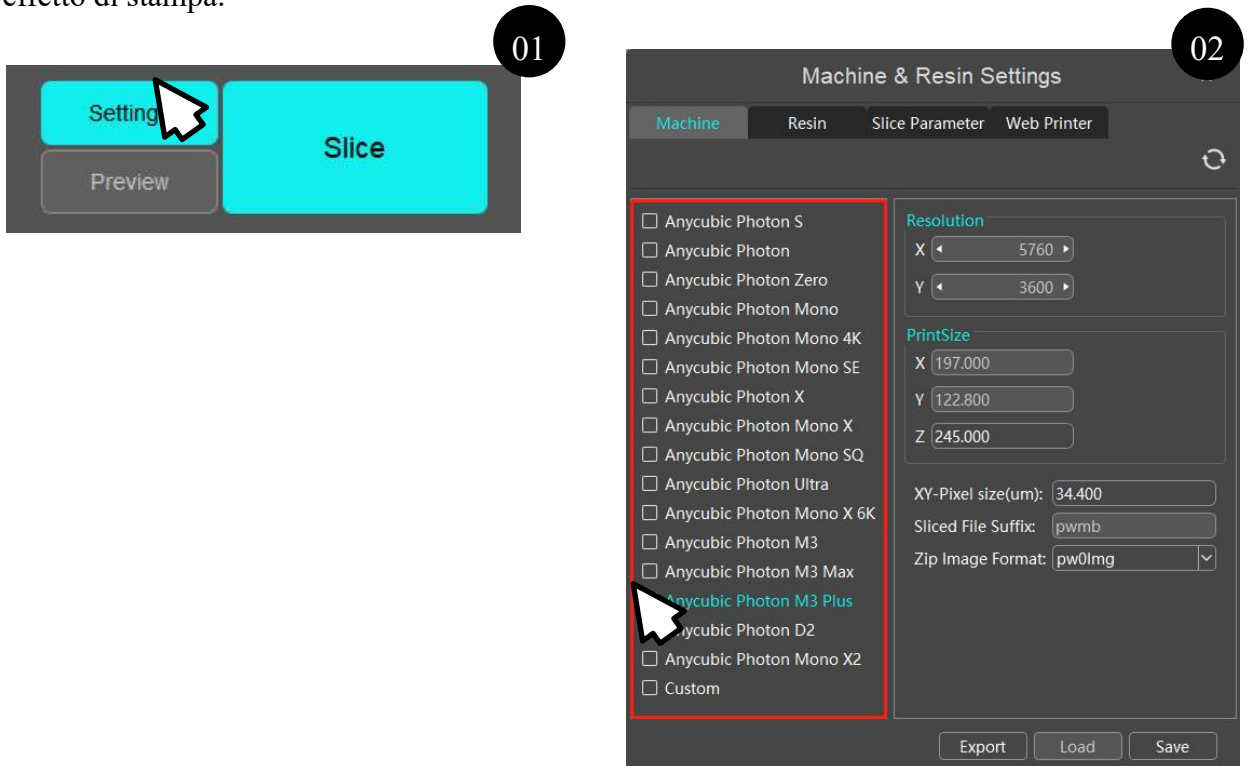 effetto di stampa.
01
Setting
Slice
Preview
02
Machine & Resin Settings
Machine Resin Slice Parameter Web Printer
Anycubic Photon S
Anycubic Photon
Anycubic Photon Zero
Anycubic Photon Mono
Anycubic Photon Mono 4K
Anycubic Photon Mono SE
Anycubic Photon X
Anycubic Photon Mono X
Anycubic Photon Mono SQ
Anycubic Photon Ultra
Anycubic Photon Mono X 6K
Anycubic Photon M3
Anycubic Photon M3 Max
Anycubic Photon M3 Plus
Anycubic Photon D2
Anycubic Photon Mono X2
Custom
Resolution
X 5760
Y 3600
PrintSize
X 197.000
Y 122.800
Z 245.000
XY-Pixel size(um): 34.400
Sliced File Suffix: pwmb
Zip Image Format: pw0Img
Export Load Save